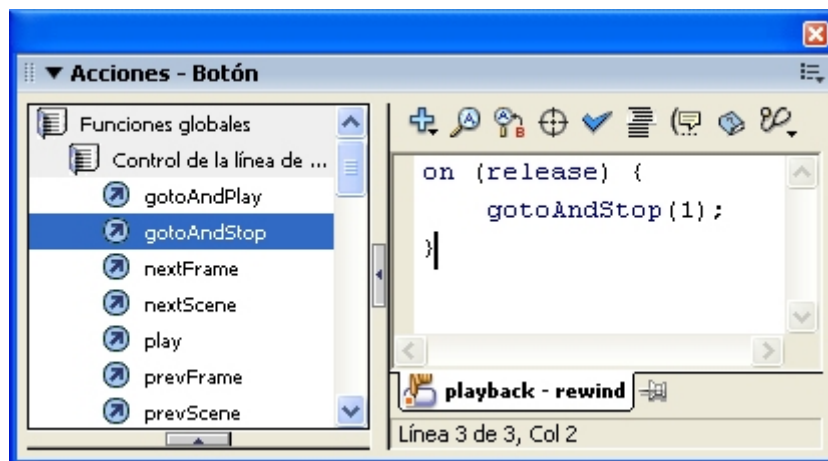 Acciones - Botón
Funciones globales
Control de la línea de ...
gotoAndPlay
gotoAndStop
nextFrame
nextScene
play
prevFrame
prevScene
on (release) {
gotoAndStop(1);
}
playback - rewind
Línea 3 de 3, Col 2